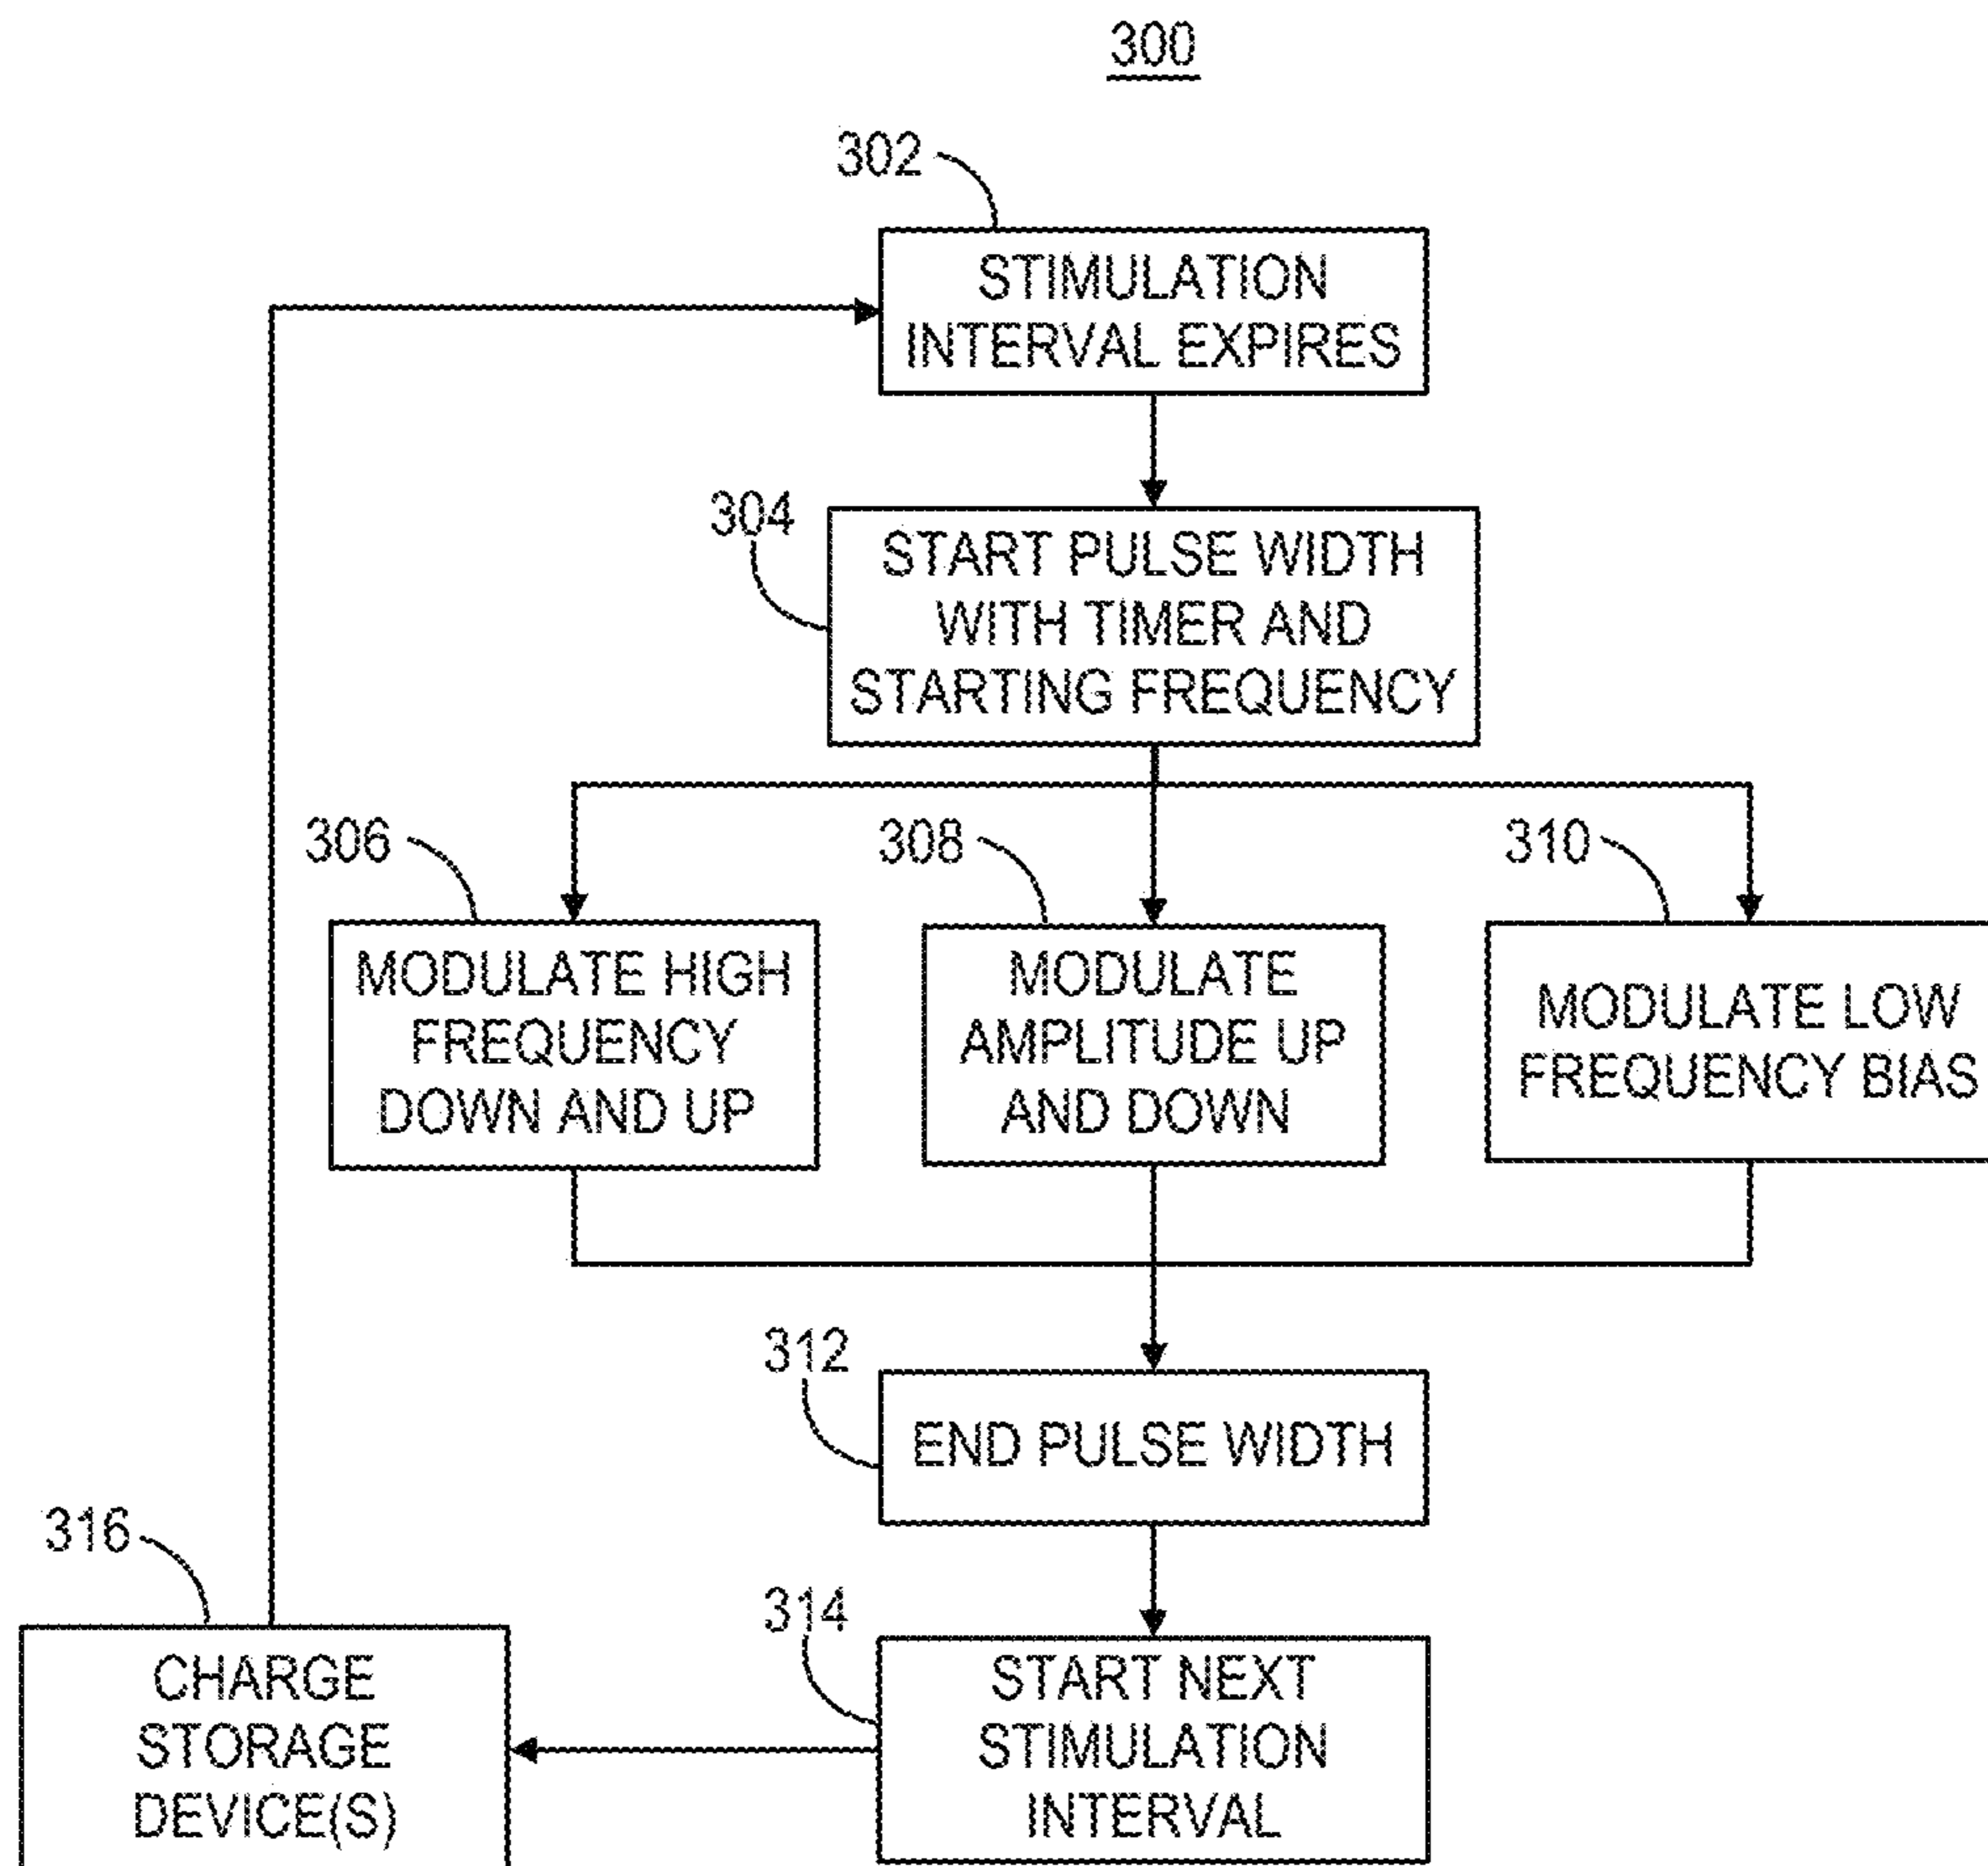 300
302
STIMULATION
INTERVAL EXPIRES
304
START PULSE WIDTH
WITH TIMER AND
STARTING FREQUENCY
306
MODULATE HIGH
FREQUENCY
DOWN AND UP
308
MODULATE
AMPLITUDE UP
AND DOWN
310
MODULATE LOW
FREQUENCY BIAS
312
END PULSE WIDTH
314
START NEXT
STIMULATION
INTERVAL
316
CHARGE
STORAGE
DEVICE(S)